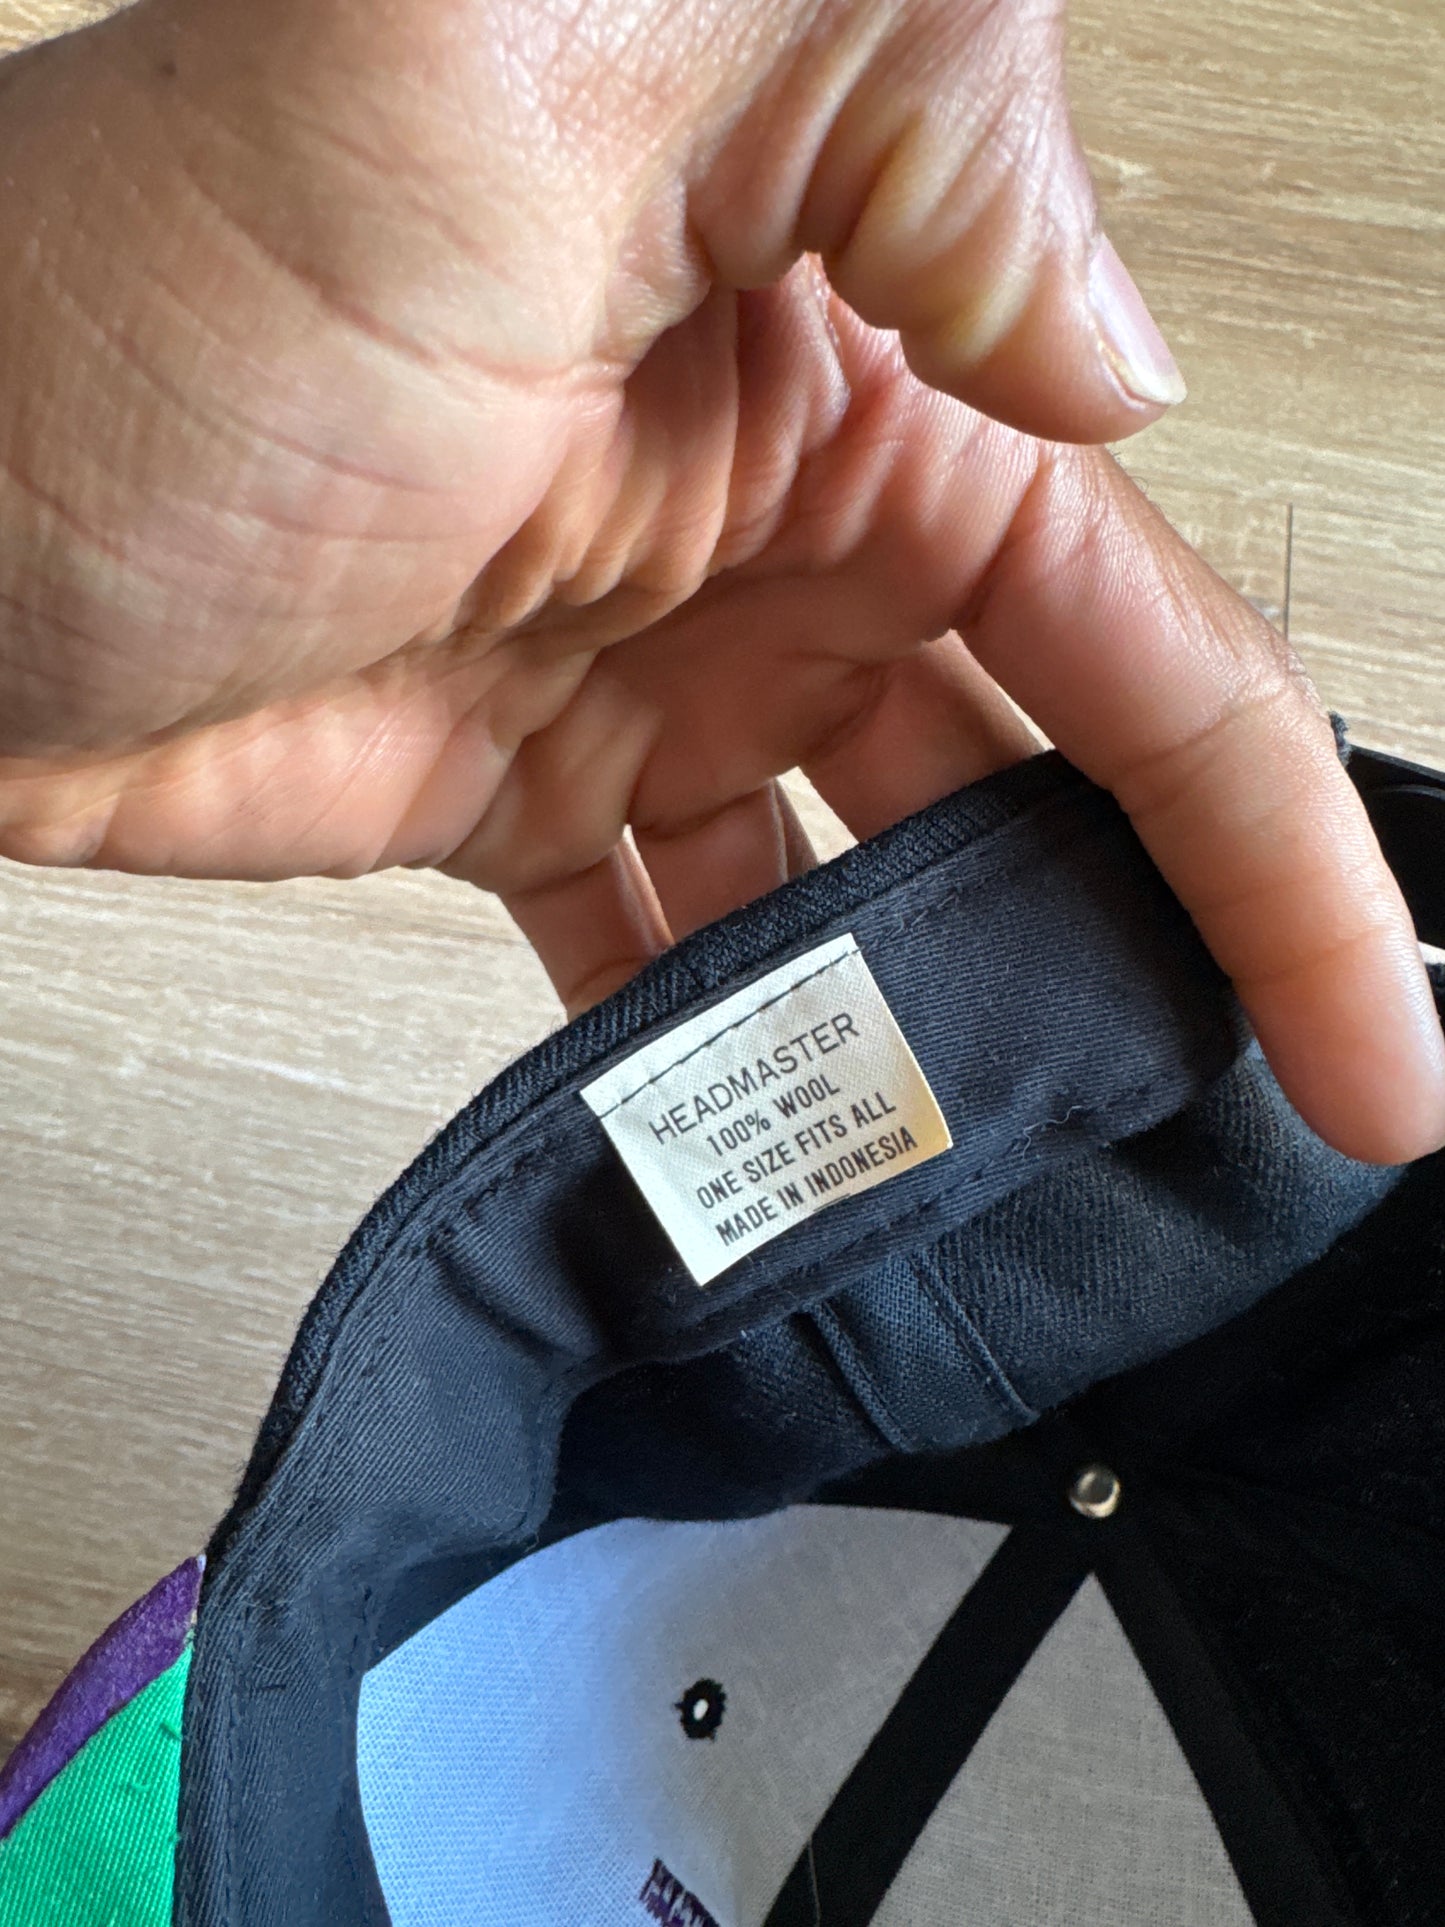 HEADMASTER
100% WOOL
ONE SIZE FITS ALL
MADE IN INDONESIA